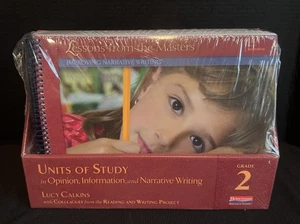 Lessons from the Masters
IMPROVING NARRATIVE WRITING
UNITS OF STUDY
in Opinion, Information, and Narrative Writing
LUCY CALKINS
with COLLEAGUES from the READING AND WRITING PROJECT
GRADE
2
Heinemann